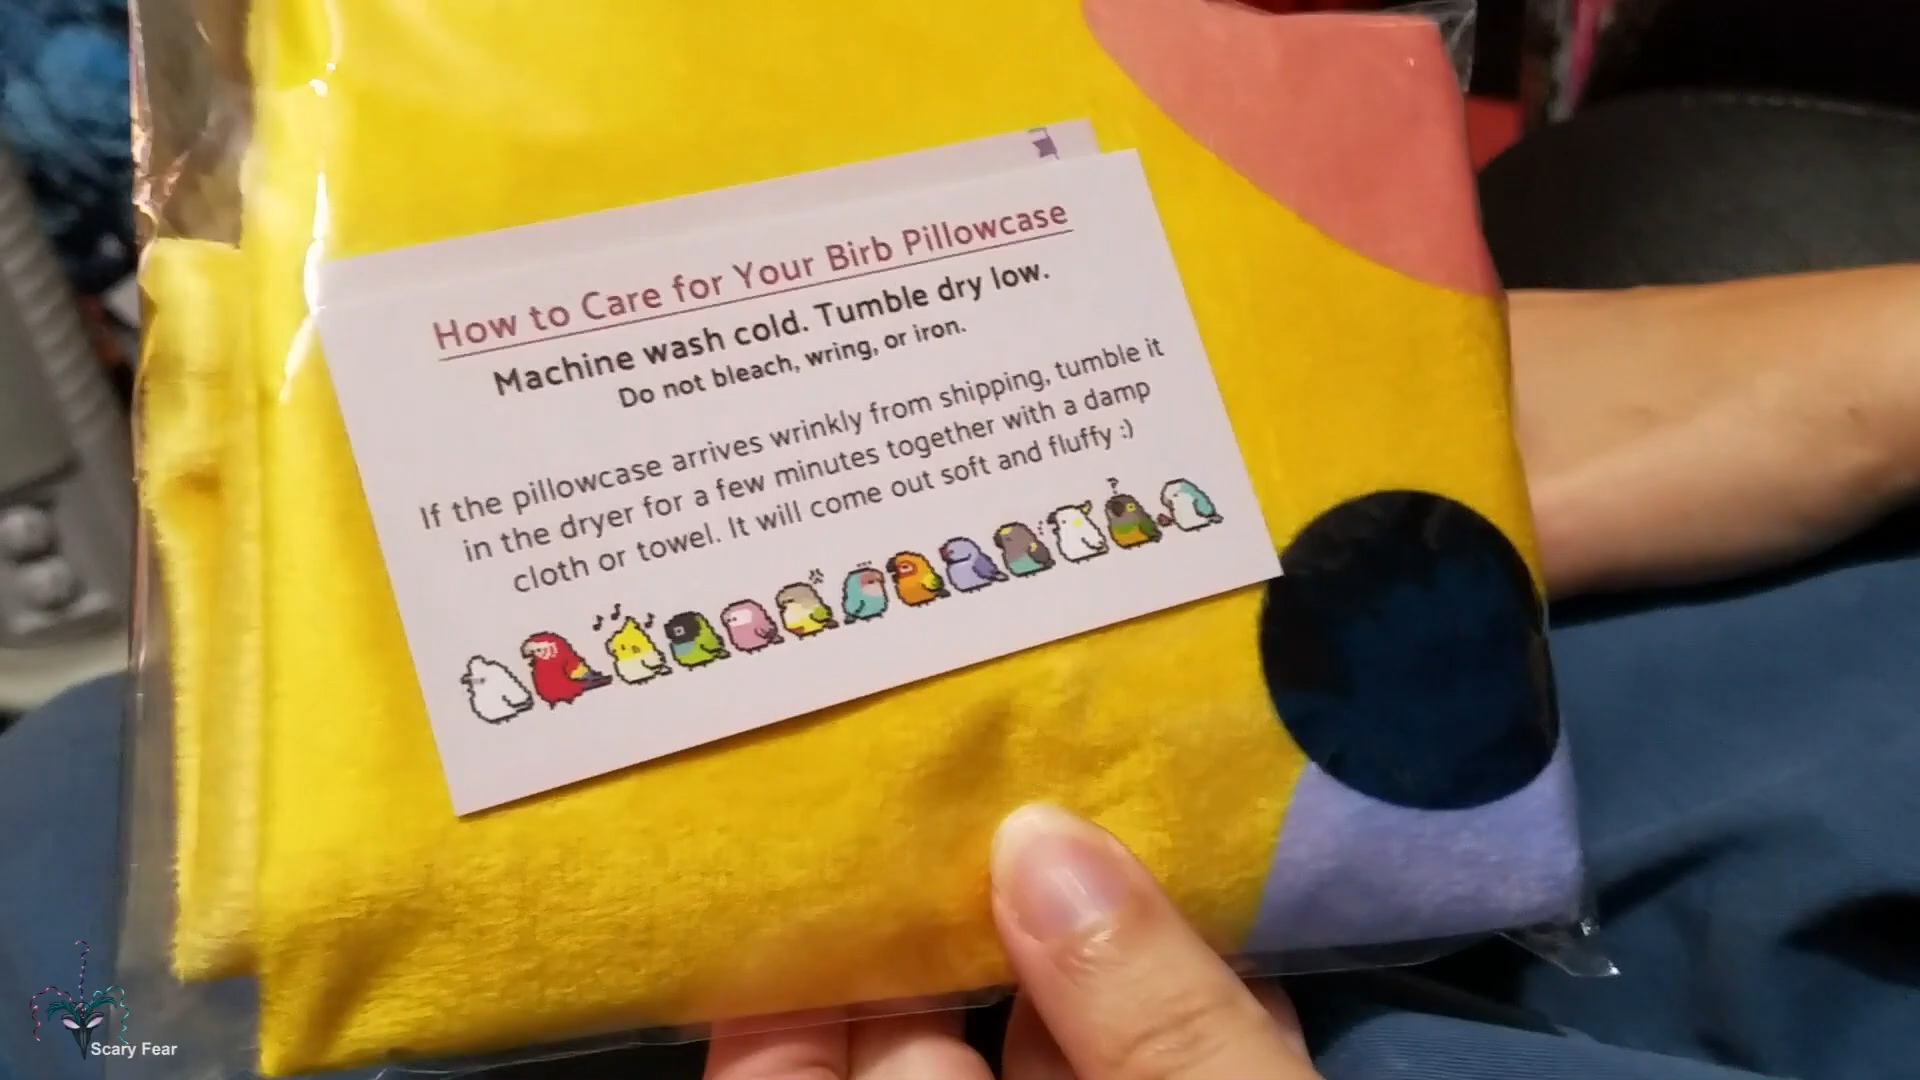 How to Care for Your Birb Pillowcase
Machine wash cold. Tumble dry low.
Do not bleach, wring, or iron.
If the pillowcase arrives wrinkly from shipping, tumble it
in the dryer for a few minutes together with a damp
cloth or towel. It will come out soft and fluffy :)
?
Scary Fear